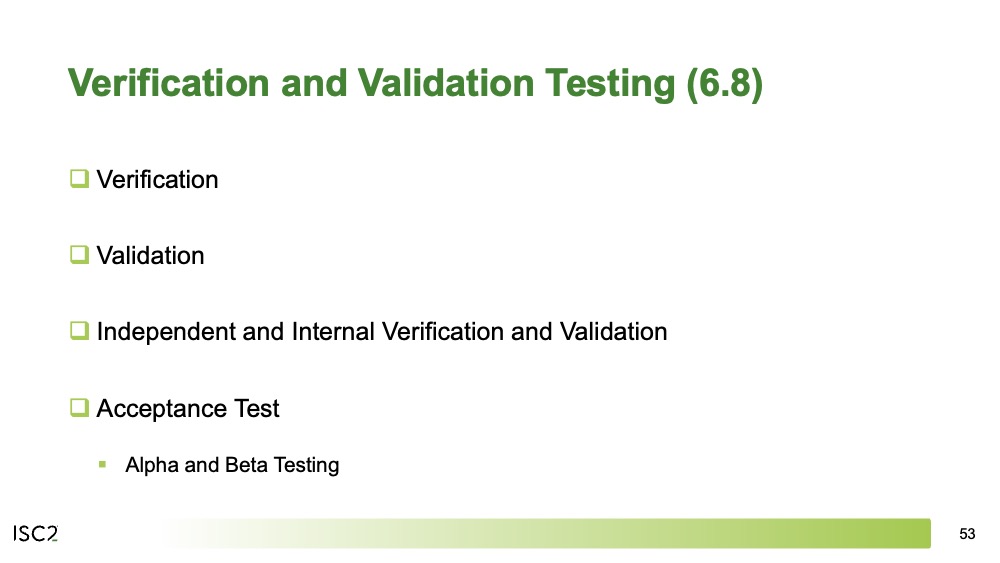 Verification and Validation Testing (6.8)
Verification
Validation
Independent and Internal Verification and Validation
Acceptance Test
Alpha and Beta Testing
ISC2
53